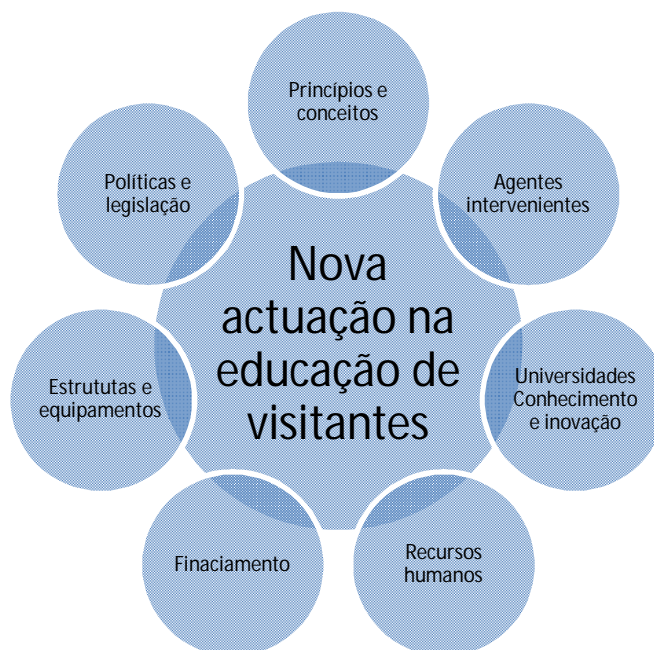 Princípios e
conceitos
Políticas e
legislação
Agentes
intervenientes
Nova
actuação na
educação de
visitantes
Estrututas e
equipamentos
Universidades
Conhecimento
e inovação
Finaciamento
Recursos
humanos